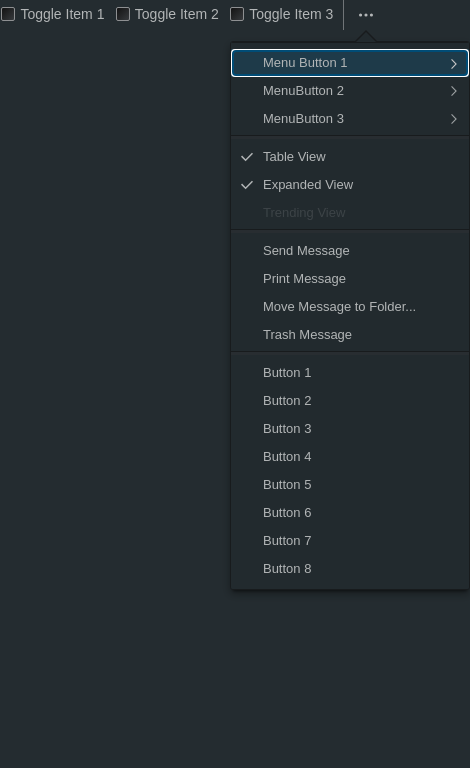 Toggle Item 1 Toggle Item 2 Toggle Item 3
Menu Button 1
MenuButton 2
MenuButton 3
Table View
Expanded View
Trending View
Send Message
Print Message
Move Message to Folder...
Trash Message
Button 1
Button 2
Button 3
Button 4
Button 5
Button 6
Button 7
Button 8